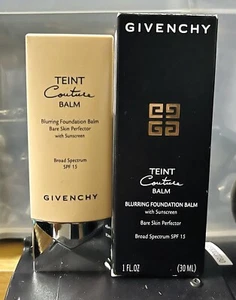 TEINT
Couture
BALM
Blurring Foundation Balm
Bare Skin Perfector
with Sunscreen
Broad Spectrum
SPF 15
GIVENCHY
GIVENCHY
TEINT
Couture
BALM
BLURRING FOUNDATION BALM
with Sunscreen
Bare Skin Perfector
Broad Spectrum SPF 15
1 FL.OZ (30 ML)